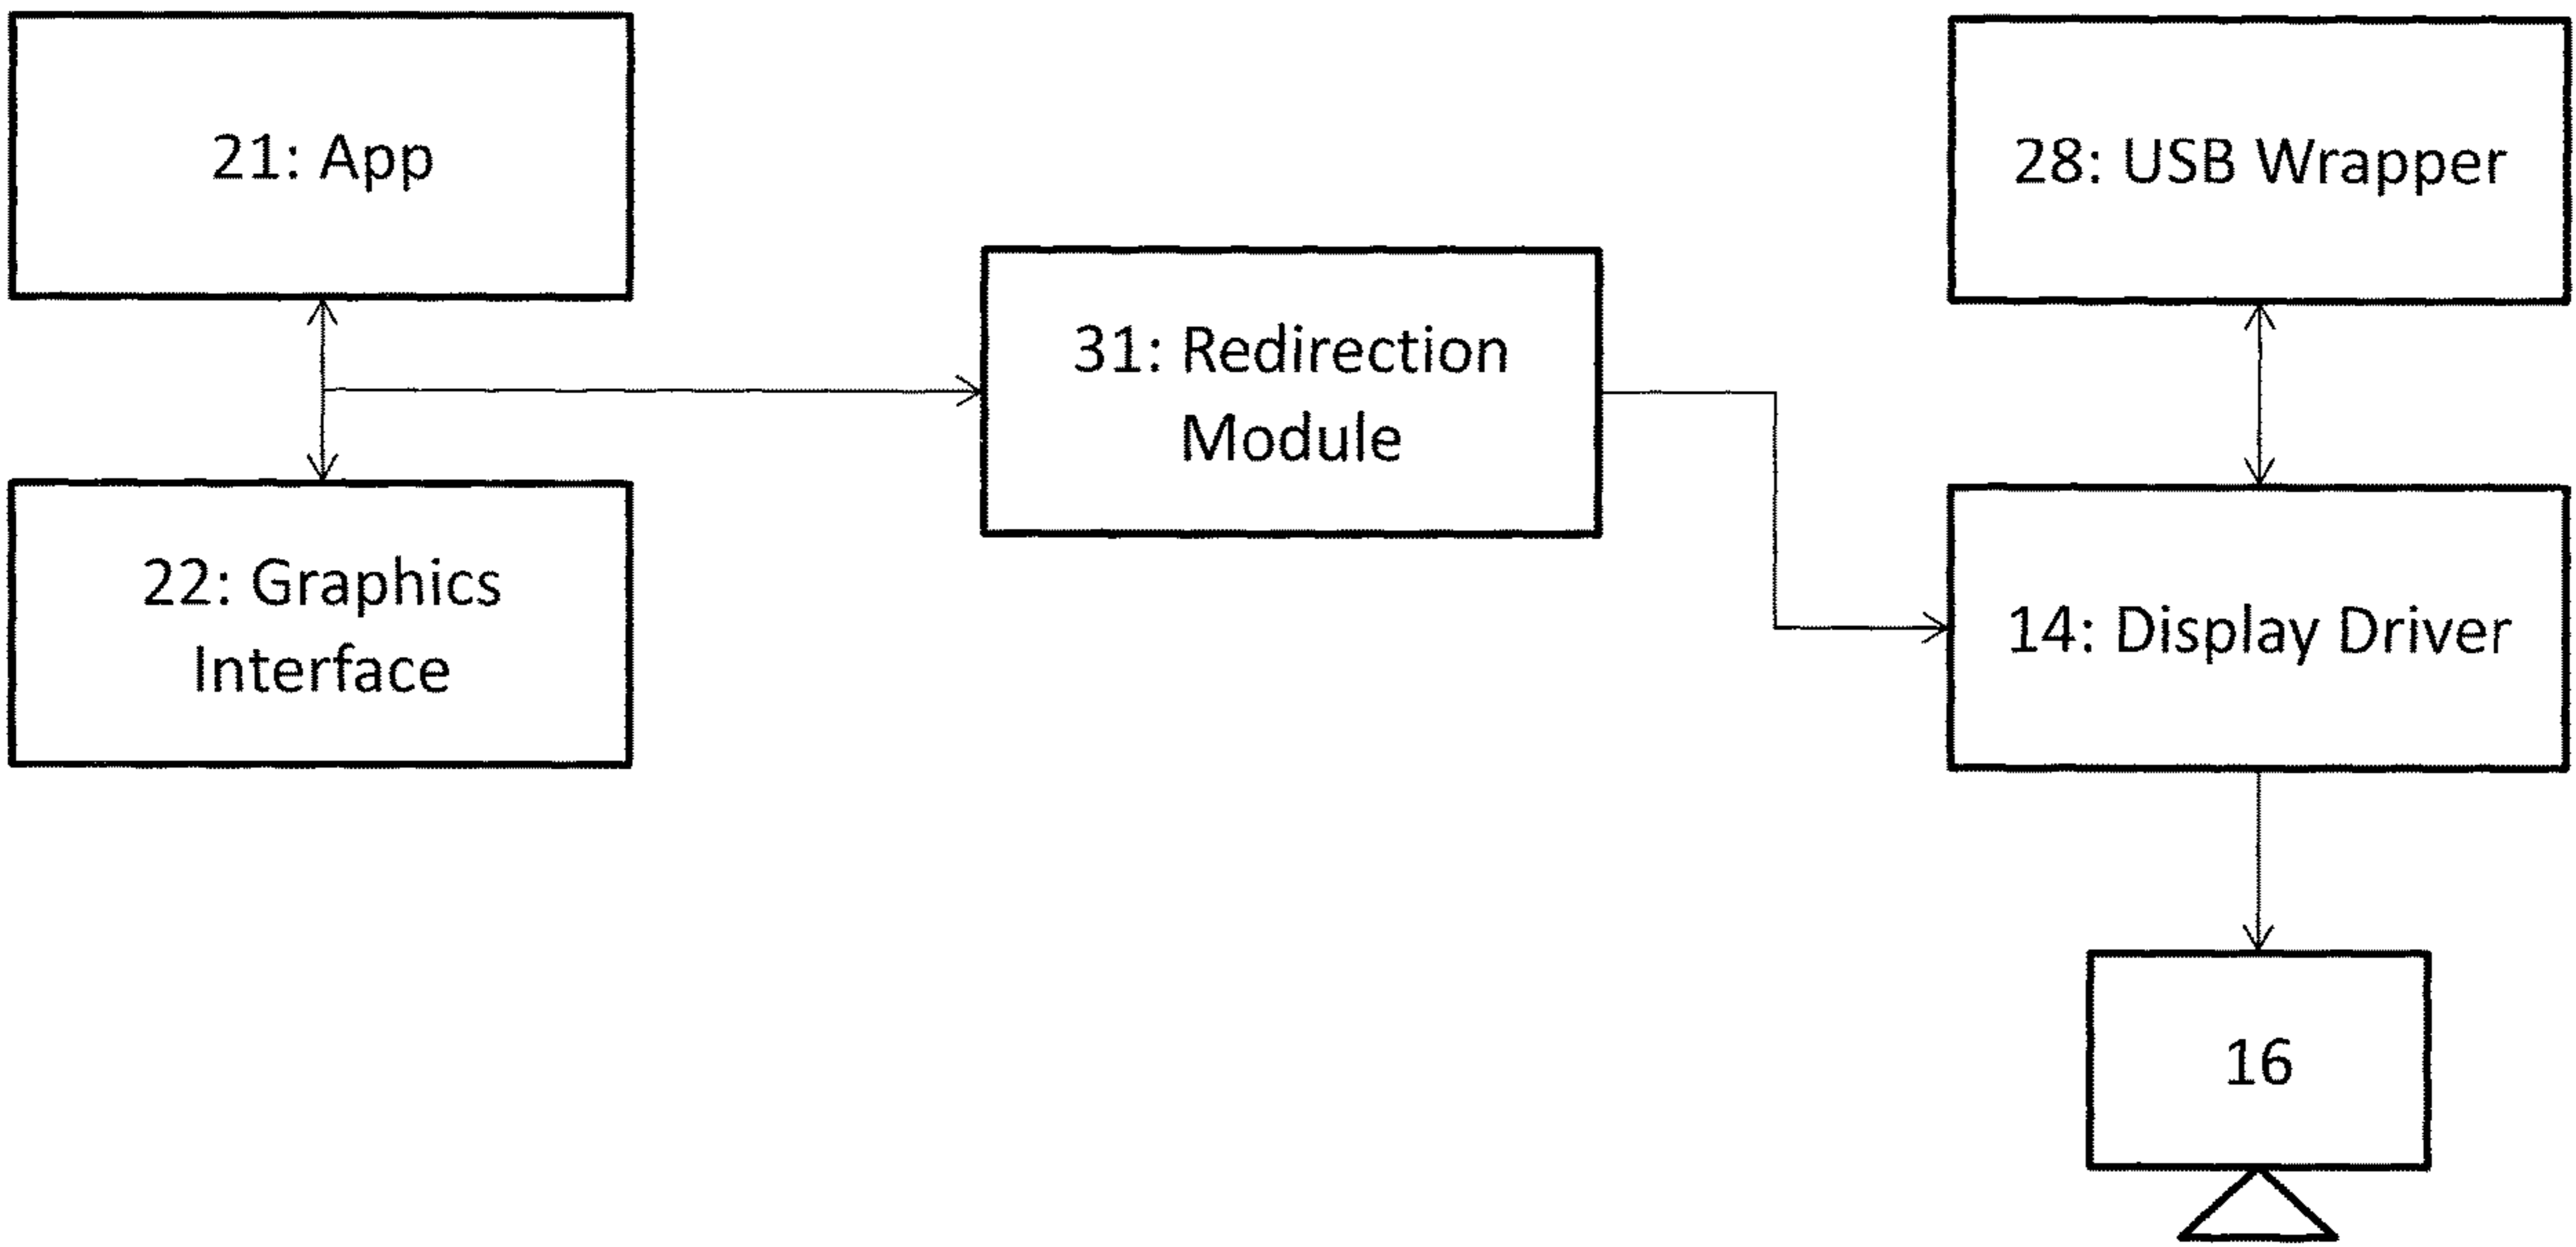 21: App
28: USB Wrapper
31: Redirection
Module
22: Graphics
Interface
14: Display Driver
16